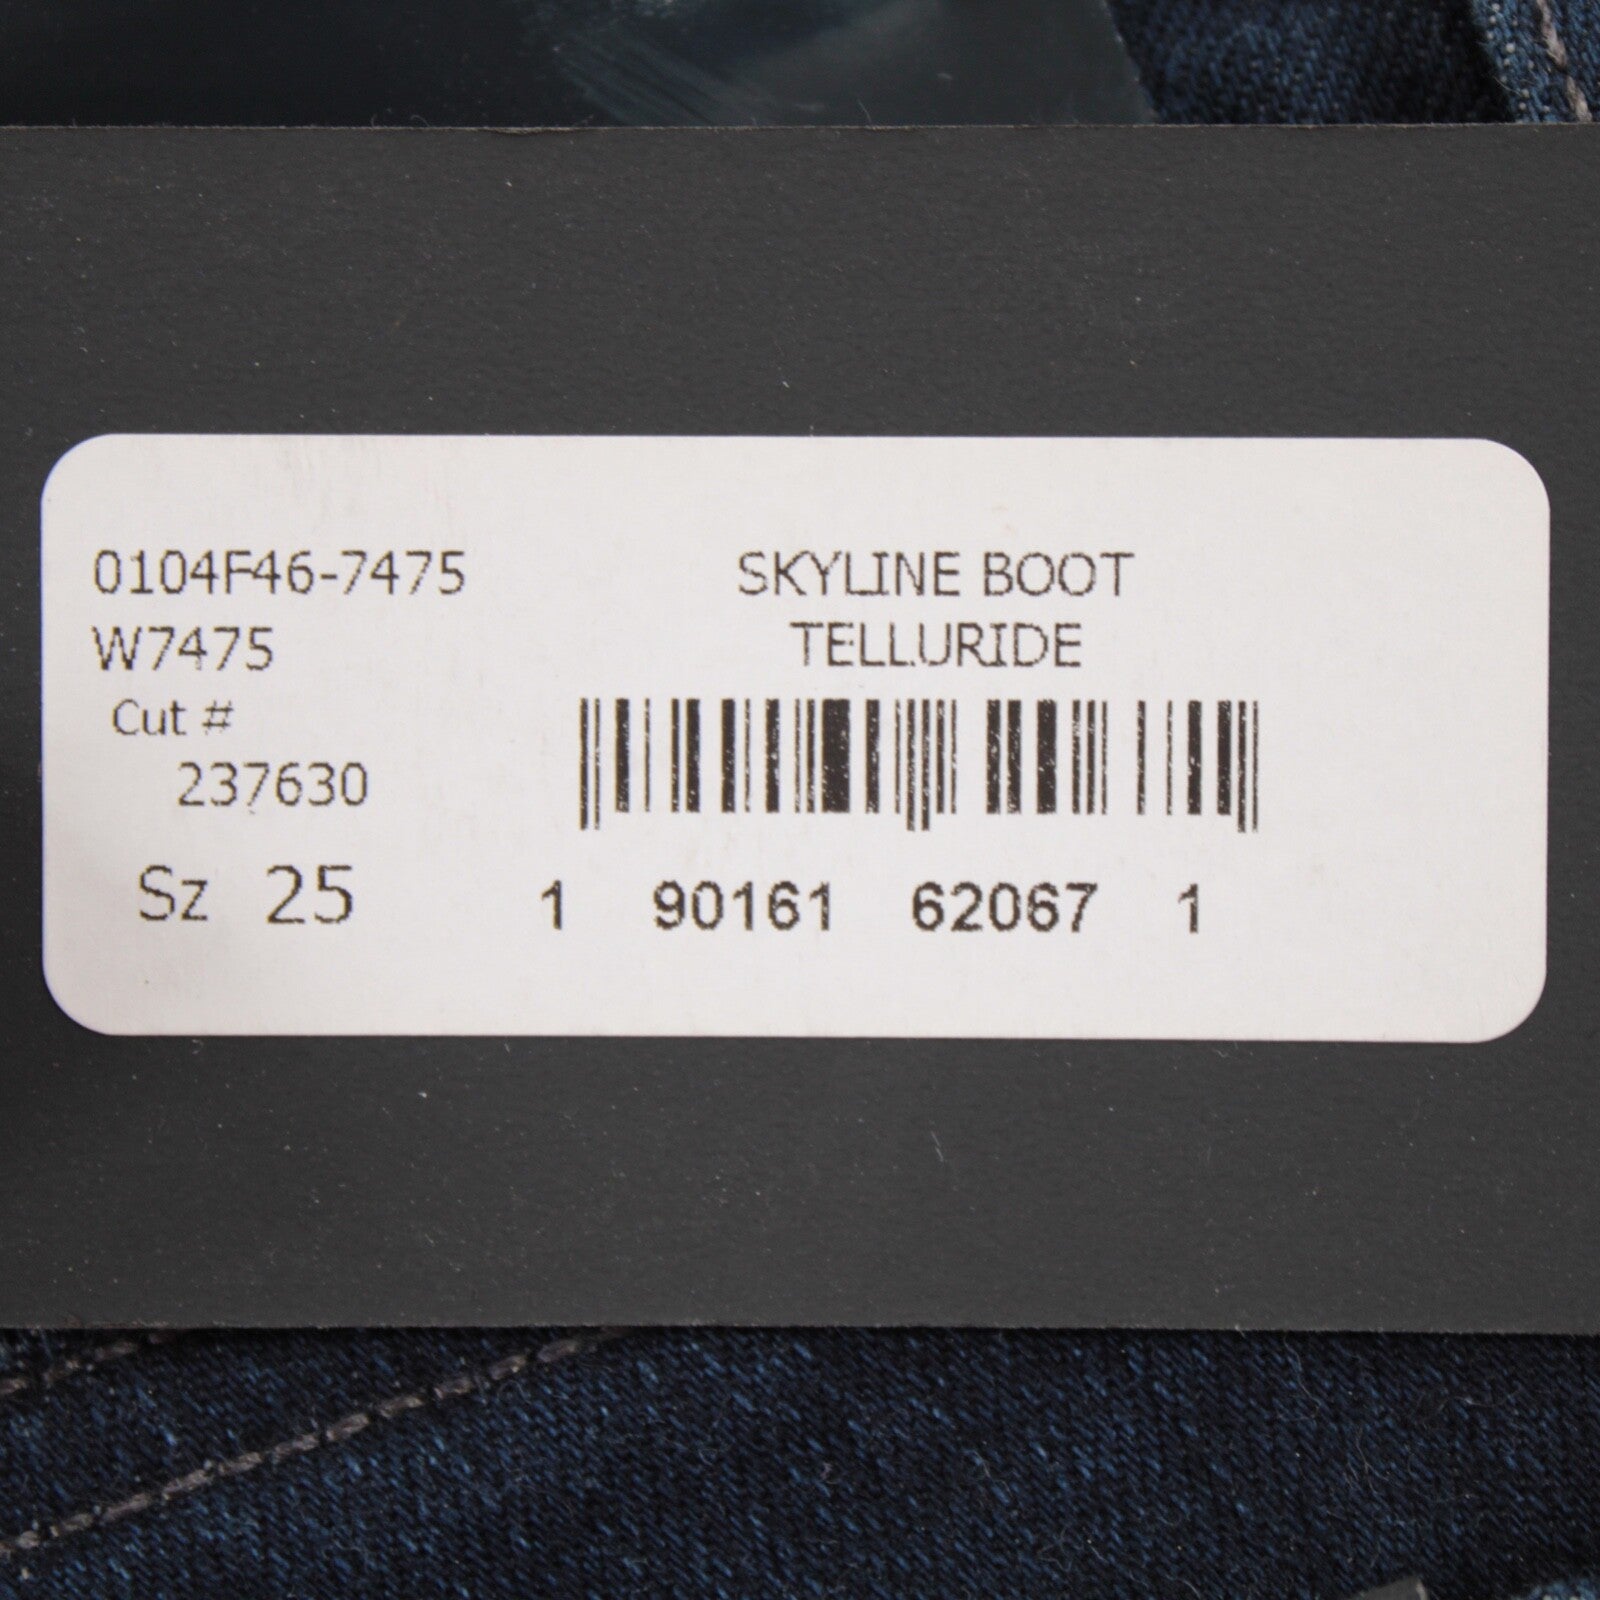 0104F46-7475
W7475
Cut #
237630
Sz 25
SKYLINE BOOT
TELLURIDE
1 90161 62067 1